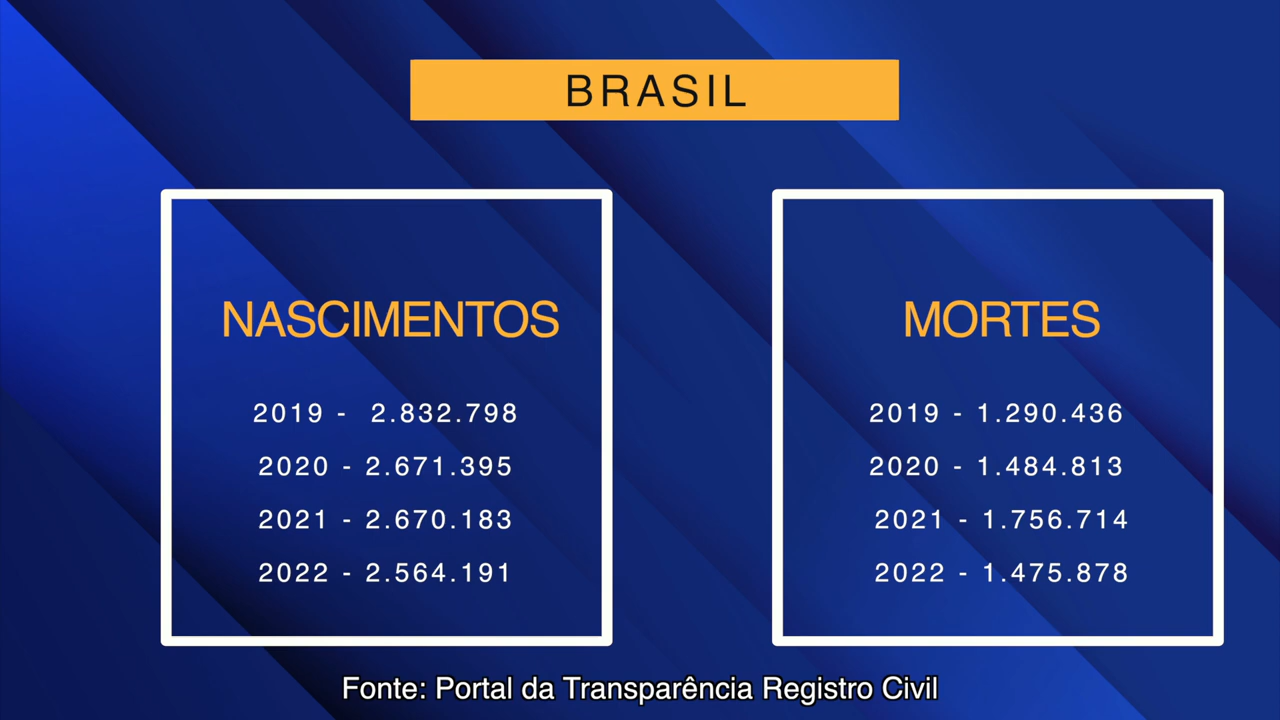 BRASIL
NASCIMENTOS
2019 - 2.832.798
2020 - 2.671.395
2021 - 2.670.183
2022 - 2.564.191
MORTES
2019 - 1.290.436
2020 - 1.484.813
2021 - 1.756.714
2022 - 1.475.878
Fonte: Portal da Transparência Registro Civil